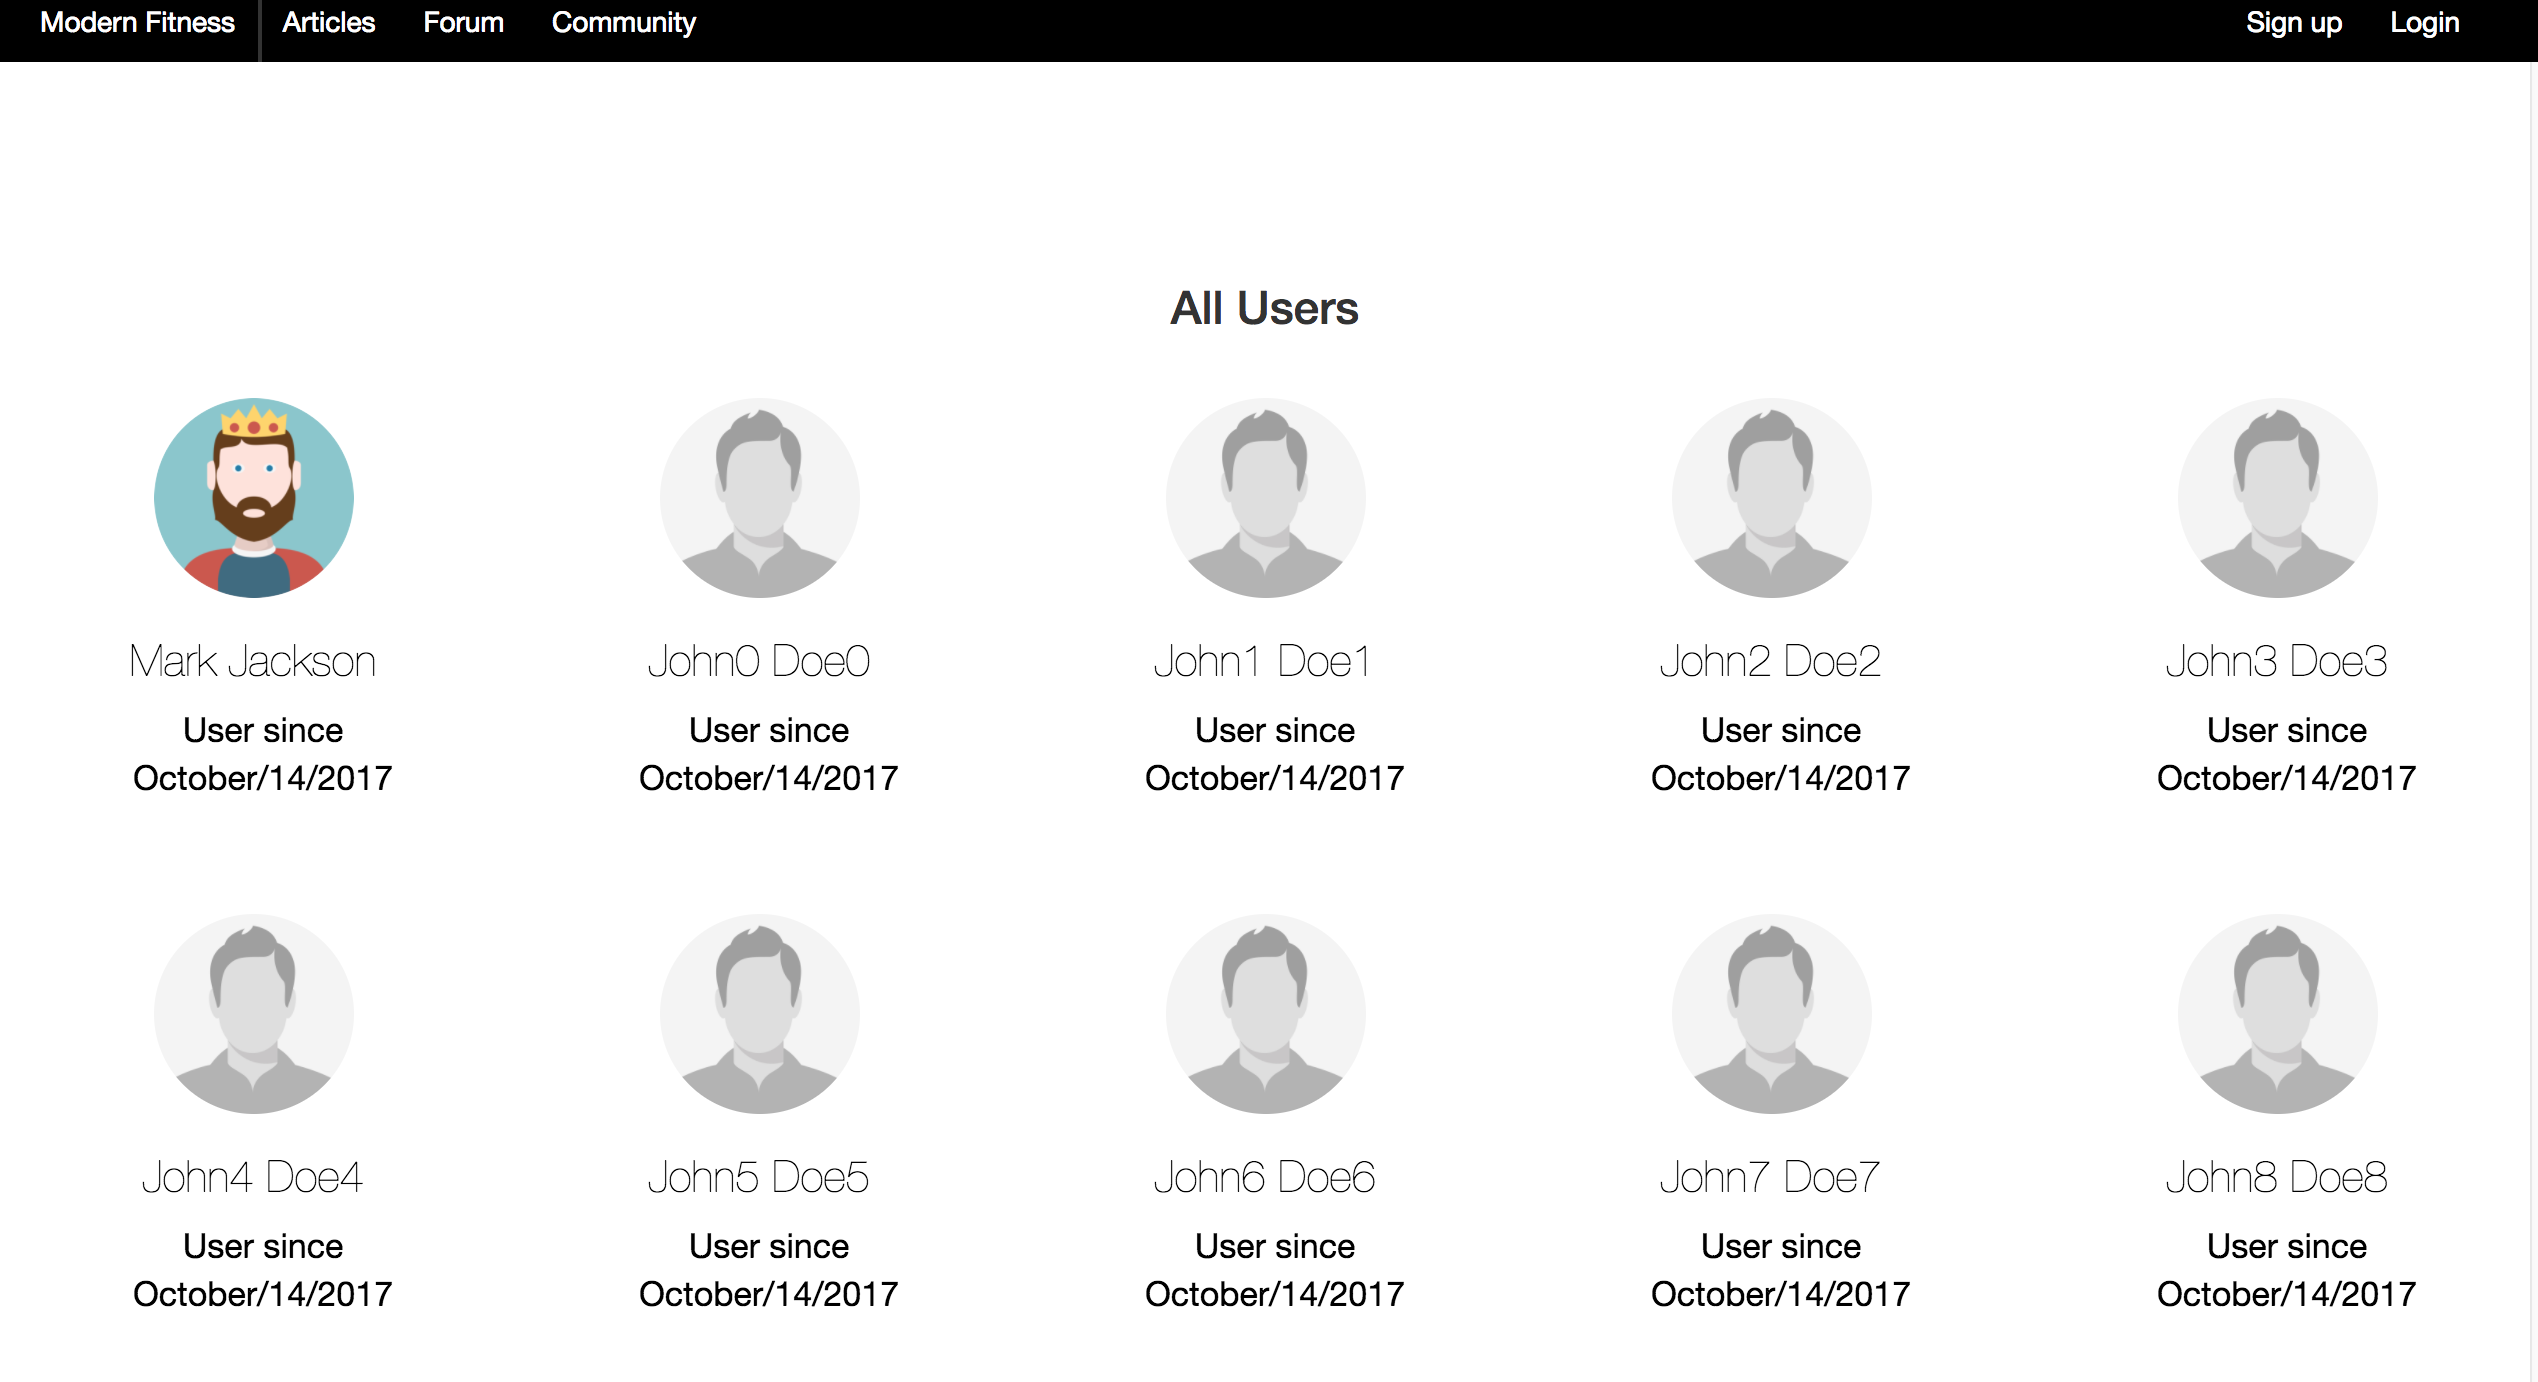 Modern Fitness Articles Forum Community Sign up Login
All Users
Mark Jackson John0 Doe0 John1 Doe1 John2 Doe2 John3 Doe3
User since User since User since User since User since
October/14/2017 October/14/2017 October/14/2017 October/14/2017 October/14/2017
John4 Doe4 John5 Doe5 John6 Doe6 John7 Doe7 John8 Doe8
User since User since User since User since User since
October/14/2017 October/14/2017 October/14/2017 October/14/2017 October/14/2017